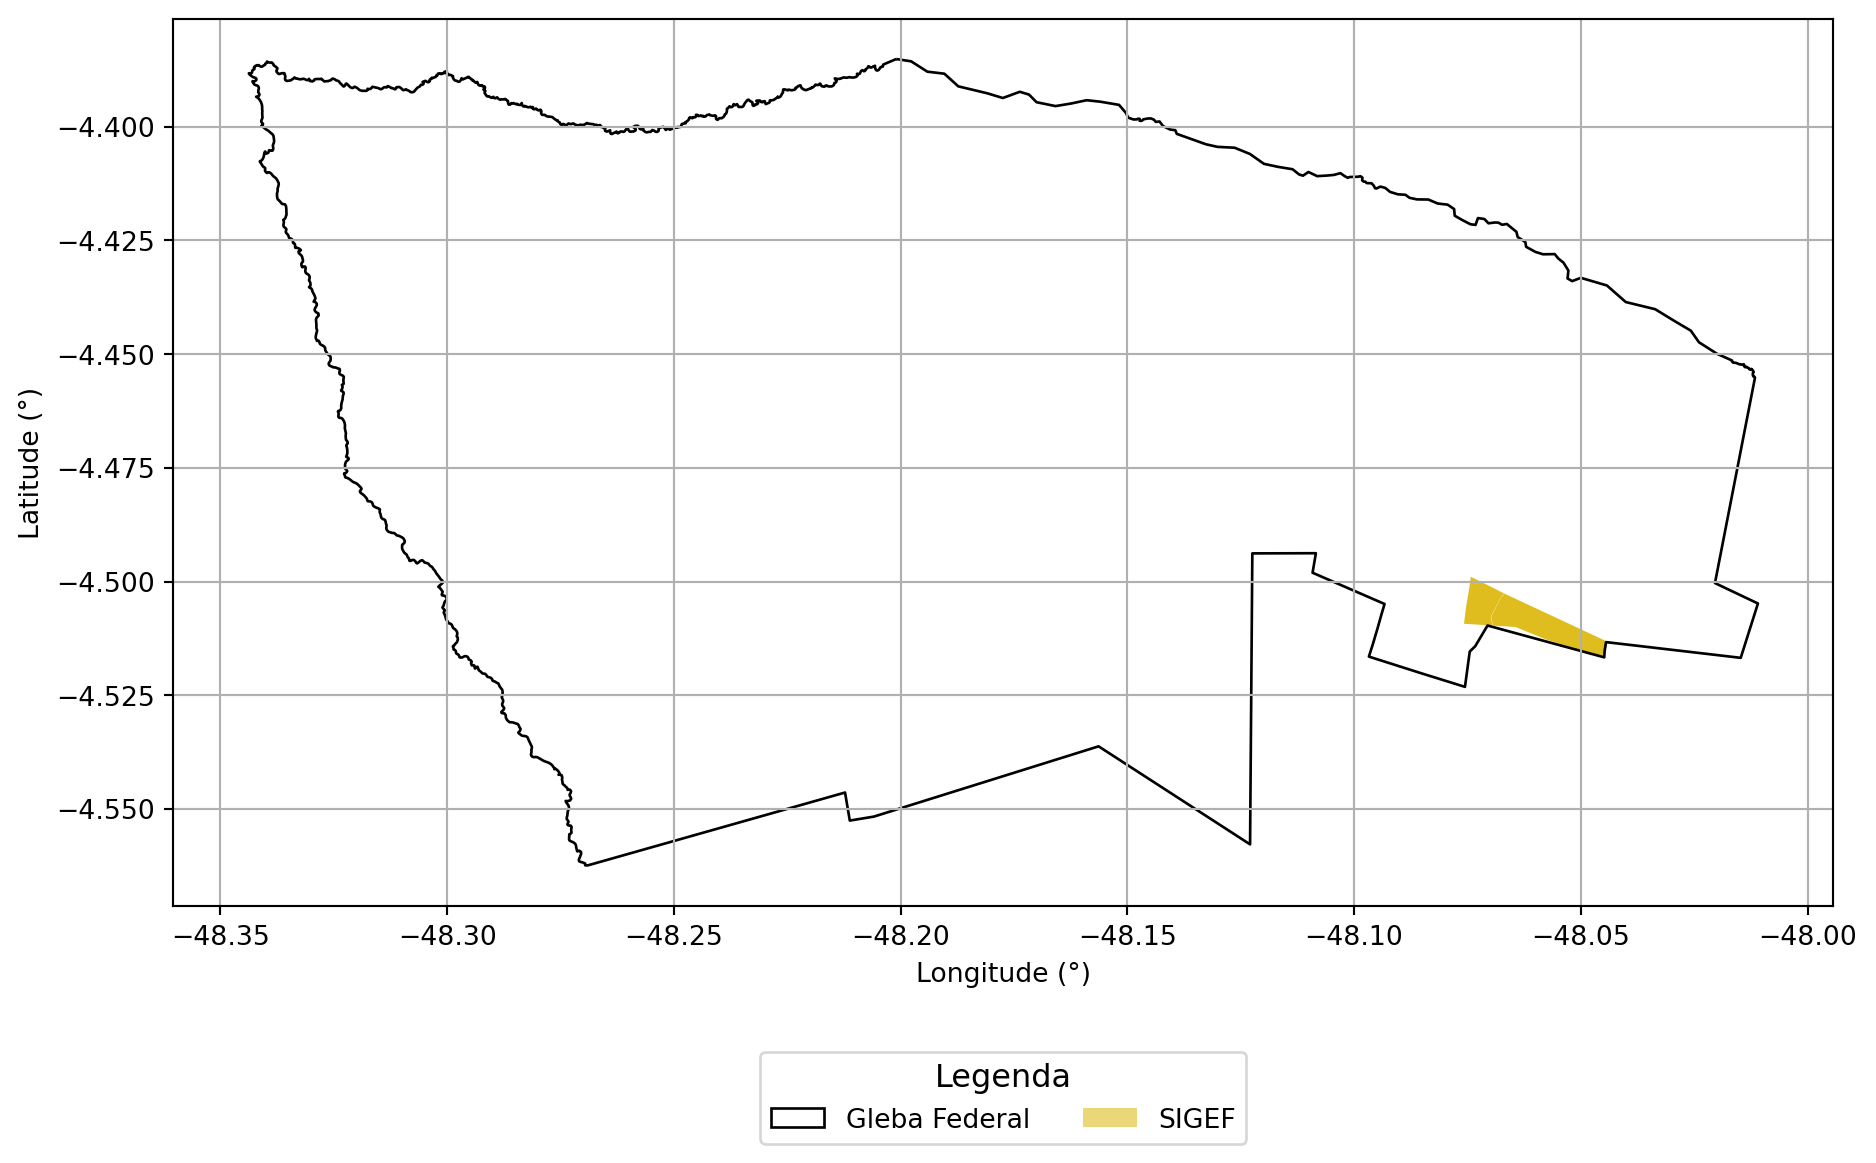 −4.400
−4.425
−4.450
−4.475
−4.500
−4.525
−4.550
Latitude (°)
−48.35 −48.30 −48.25 −48.20 −48.15 −48.10 −48.05 −48.00
Longitude (°)
Legenda
Gleba Federal SIGEF